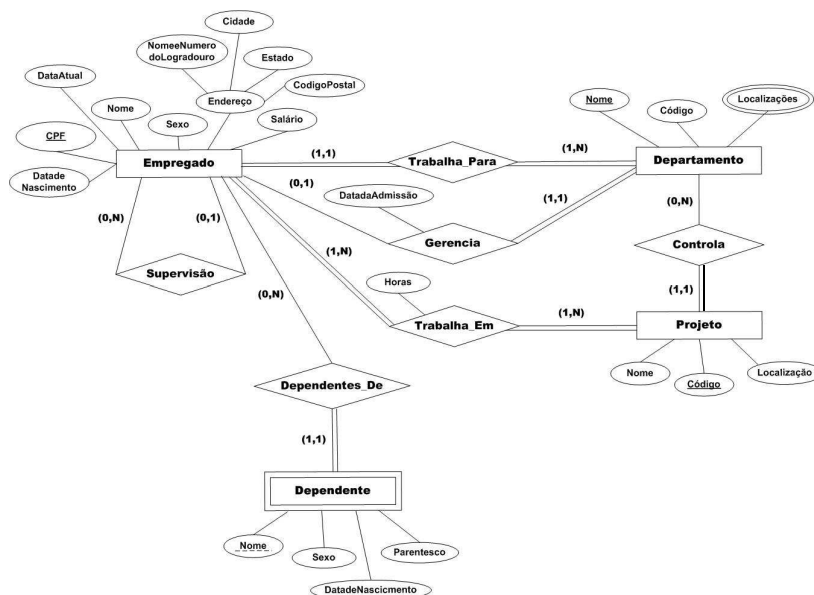 Cidade
NomeeNumero
doLogradouro
Estado
DataAtual
CodigoPostal
Endereço
Nome
Sexo
Salário
CPF
Empregado
Datade
Nascimento
(1,1)
Trabalha_Para
(1,N)
Nome
Código
Localizações
Departamento
(0,1)
DatadaAdmissão
(1,1)
Gerencia
(0,N)
(0,N)
(0,1)
Supervisão
(1,N)
Controla
(0,N)
Horas
Trabalha_Em
(1,N)
(1,1)
Projeto
Nome
Código
Localização
Dependentes_De
(1,1)
Dependente
Nome
Sexo
Parentesco
DatadeNascicmento